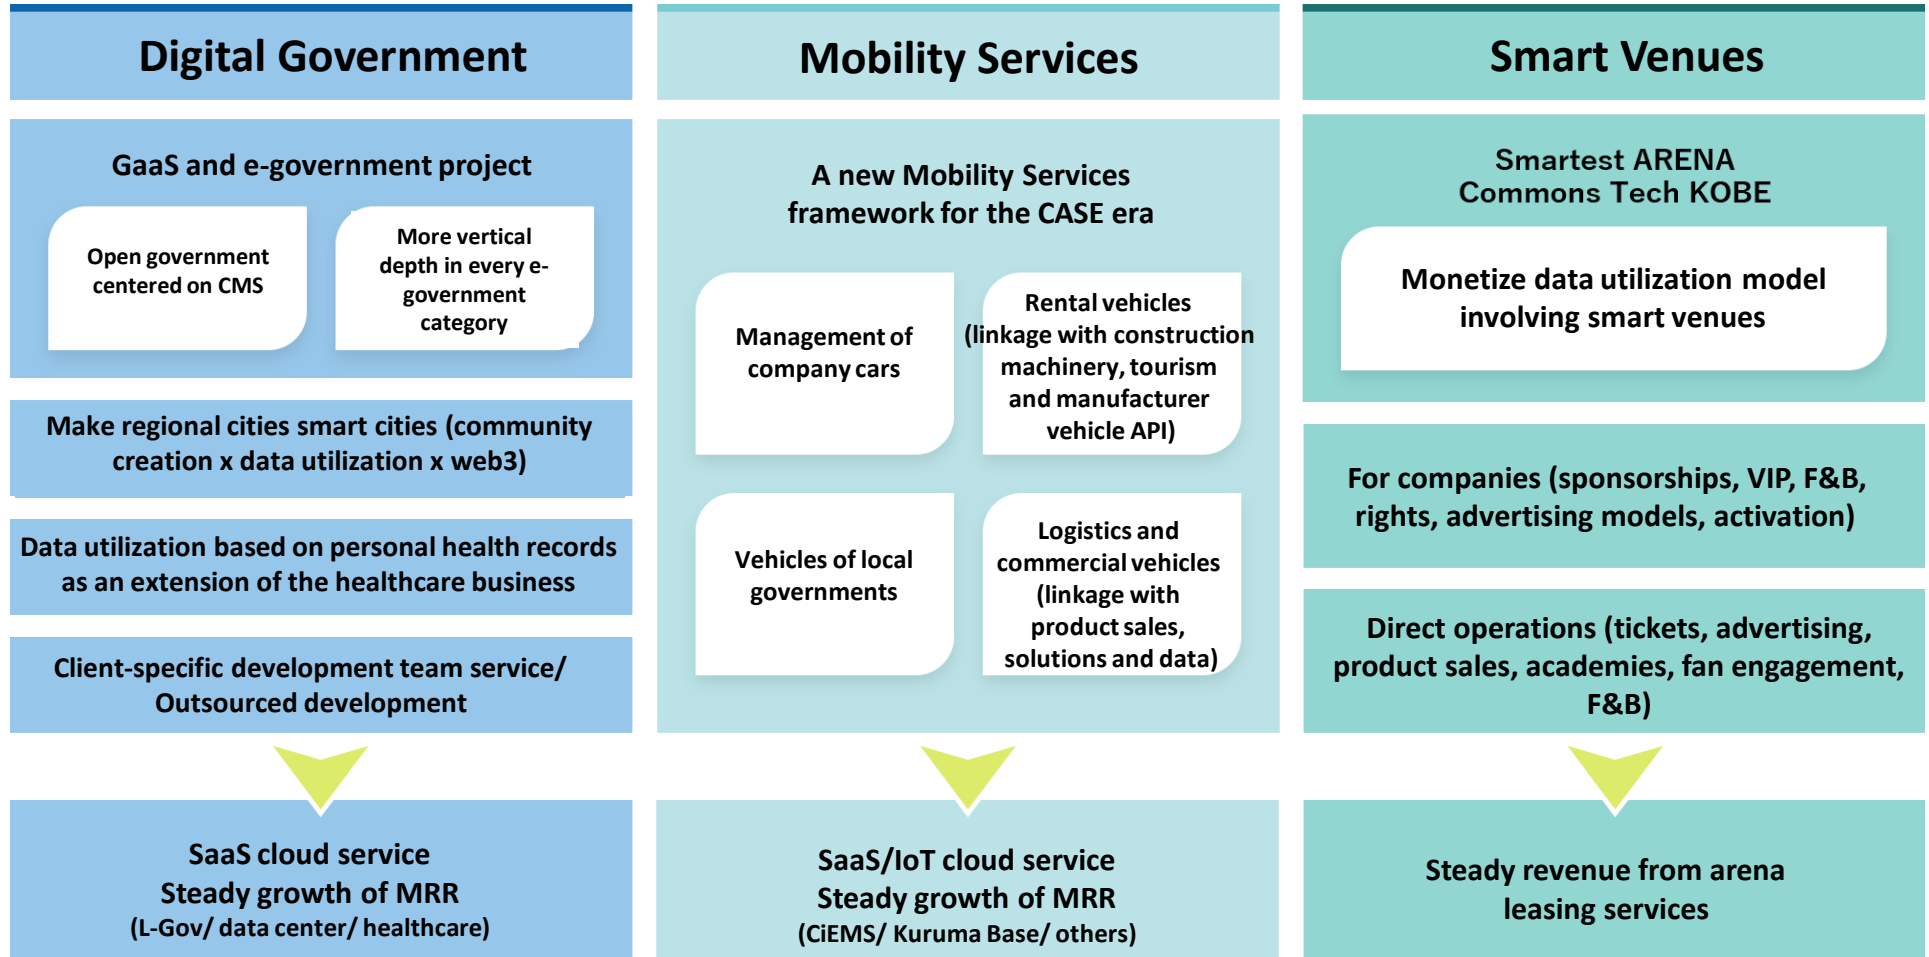 Digital Government
GaaS and e-government project
Open government
centered on CMS
More vertical
depth in every e-
government
category
Make regional cities smart cities (community
creation x data utilization x web3)
Data utilization based on personal health records
as an extension of the healthcare business
Client-specific development team service/
Outsourced development
SaaS cloud service
Steady growth of MRR
(L-Gov/ data center/ healthcare)
Mobility Services
A new Mobility Services
framework for the CASE era
Management of
company cars
Rental vehicles
(linkage with construction
machinery, tourism
and manufacturer
vehicle API)
Vehicles of local
governments
Logistics and
commercial vehicles
(linkage with
product sales,
solutions and data)
SaaS/IoT cloud service
Steady growth of MRR
(CiEMS/ Kuruma Base/ others)
Smart Venues
Smartest ARENA
Commons Tech KOBE
Monetize data utilization model
involving smart venues
For companies (sponsorships, VIP, F&B,
rights, advertising models, activation)
Direct operations (tickets, advertising,
product sales, academies, fan engagement,
F&B)
Steady revenue from arena
leasing services